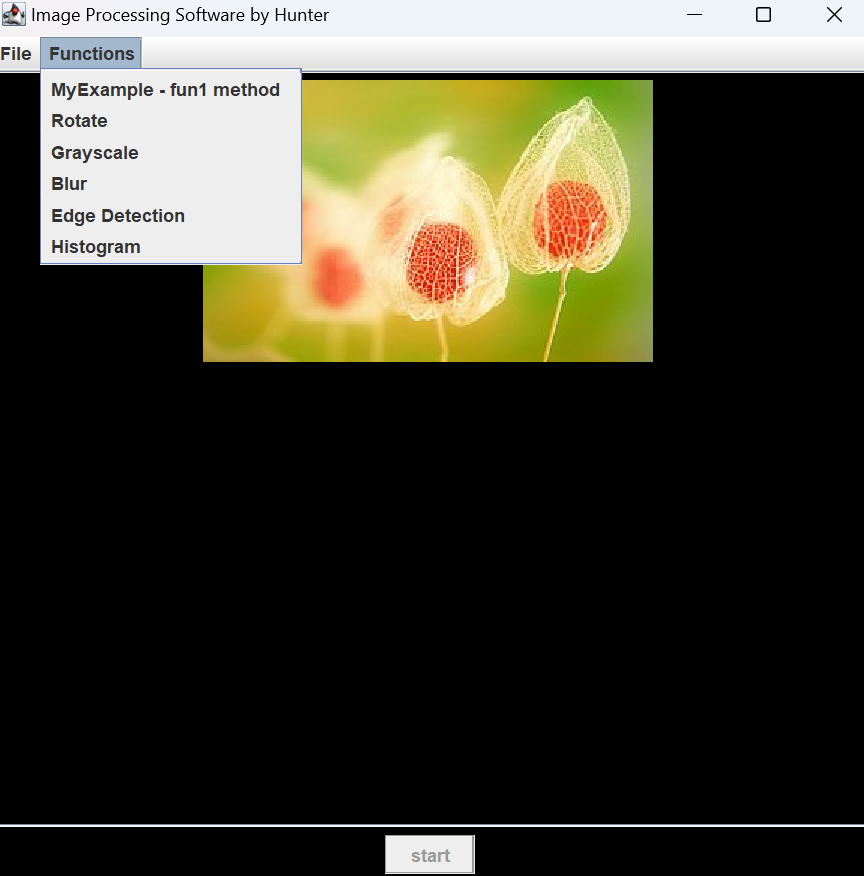 Image Processing Software by Hunter
File Functions
MyExample - fun1 method
Rotate
Grayscale
Blur
Edge Detection
Histogram
start